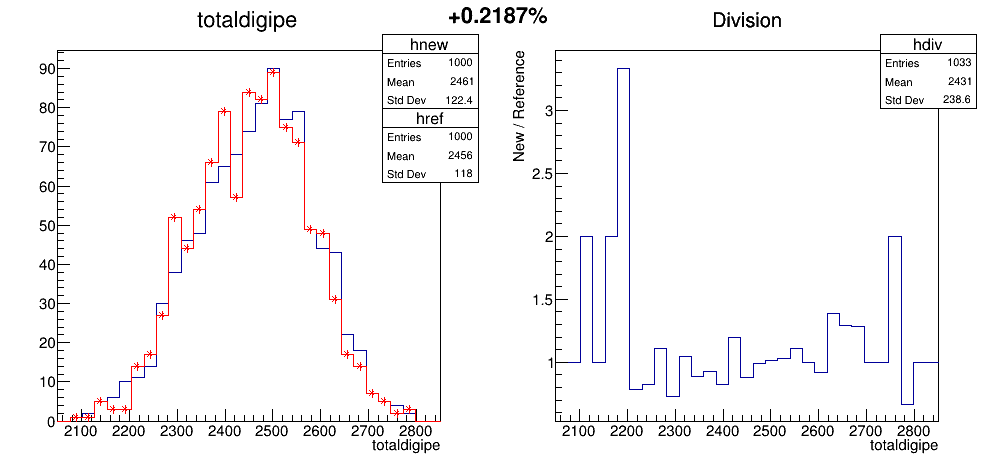 +0.2187%
totaldigipe
hnew
Entries 1000
Mean 2461
Std Dev 122.4
href
Entries 1000
Mean 2456
Std Dev 118
90
80
70
60
50
40
30
20
10
0
2100 2200 2300 2400 2500 2600 2700 2800
totaldigipe
Division
hdiv
Entries 1033
Mean 2431
Std Dev 238.6
New / Reference
3
2.5
2
1.5
1
2100 2200 2300 2400 2500 2600 2700 2800
totaldigipe